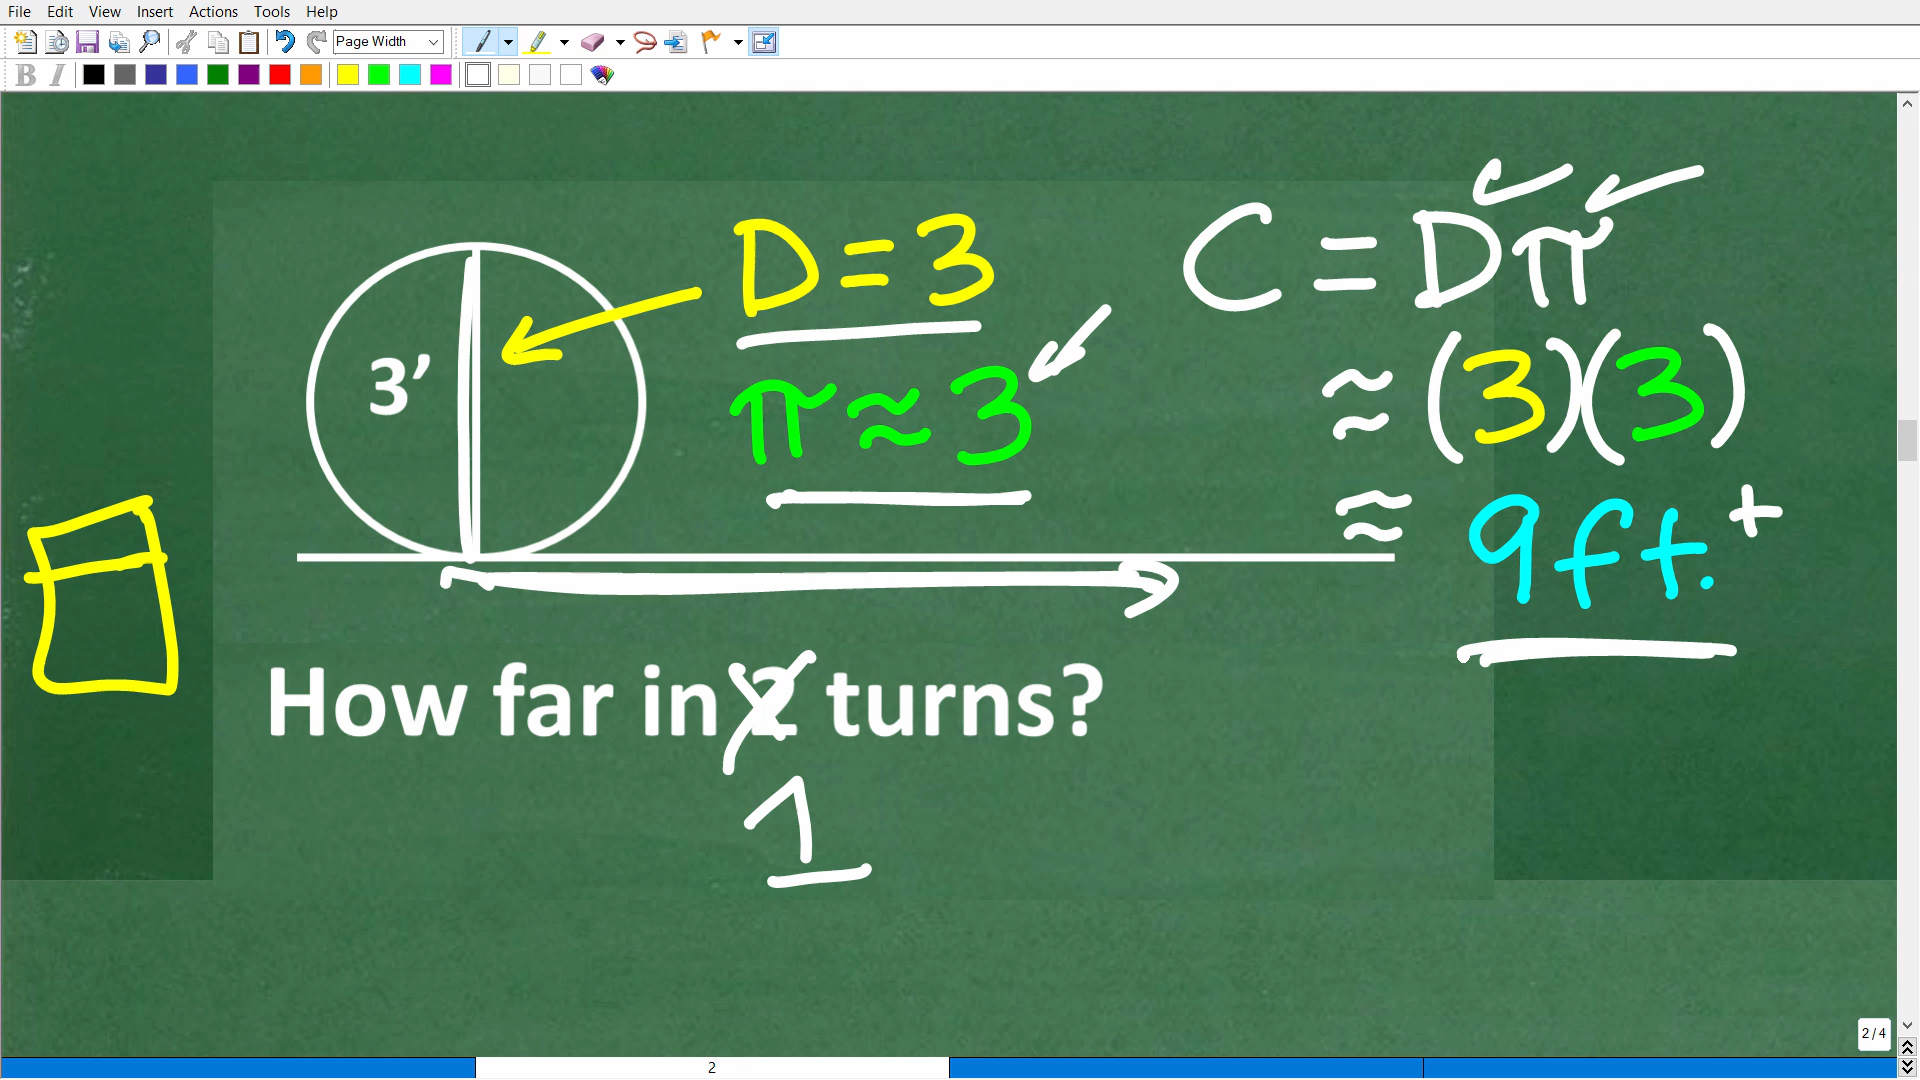 File Edit View Insert Actions Tools Help
Page Width
B I
D = 3
C = Dπ
3’
π ≈ 3
≈ (3)(3)
≈ 9ft. +
How far in 2 turns?
1
2 / 4
2